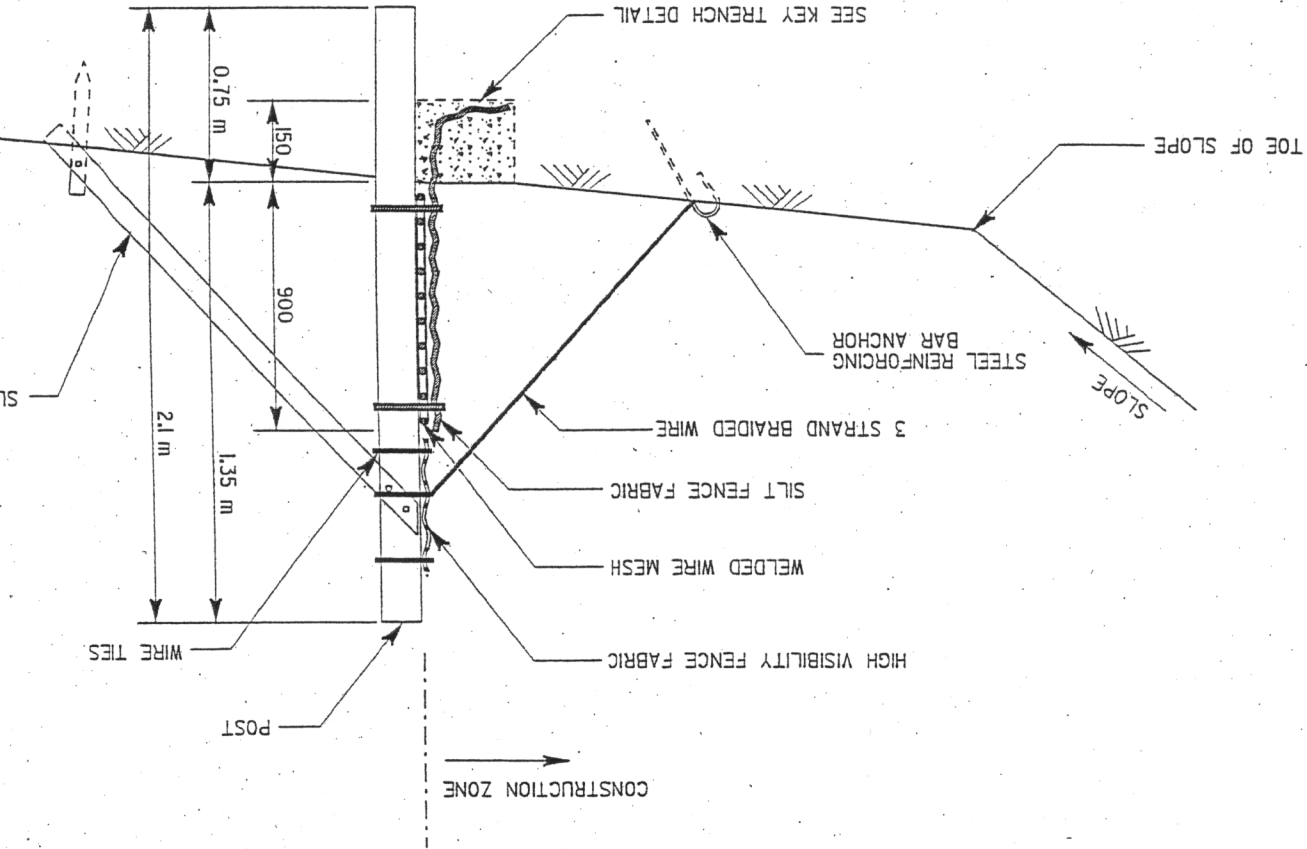 CONSTRUCTION ZONE
POST
HIGH VISIBILITY FENCE FABRIC
WIRE TIES
WELDED WIRE MESH
SILT FENCE FABRIC
3 STRAND BRAIDED WIRE
SLOPE
STEEL REINFORCING
BAR ANCHOR
1.35 m
2.1 m
900
TOE OF SLOPE
150
0.75 m
SEE KEY TRENCH DETAIL